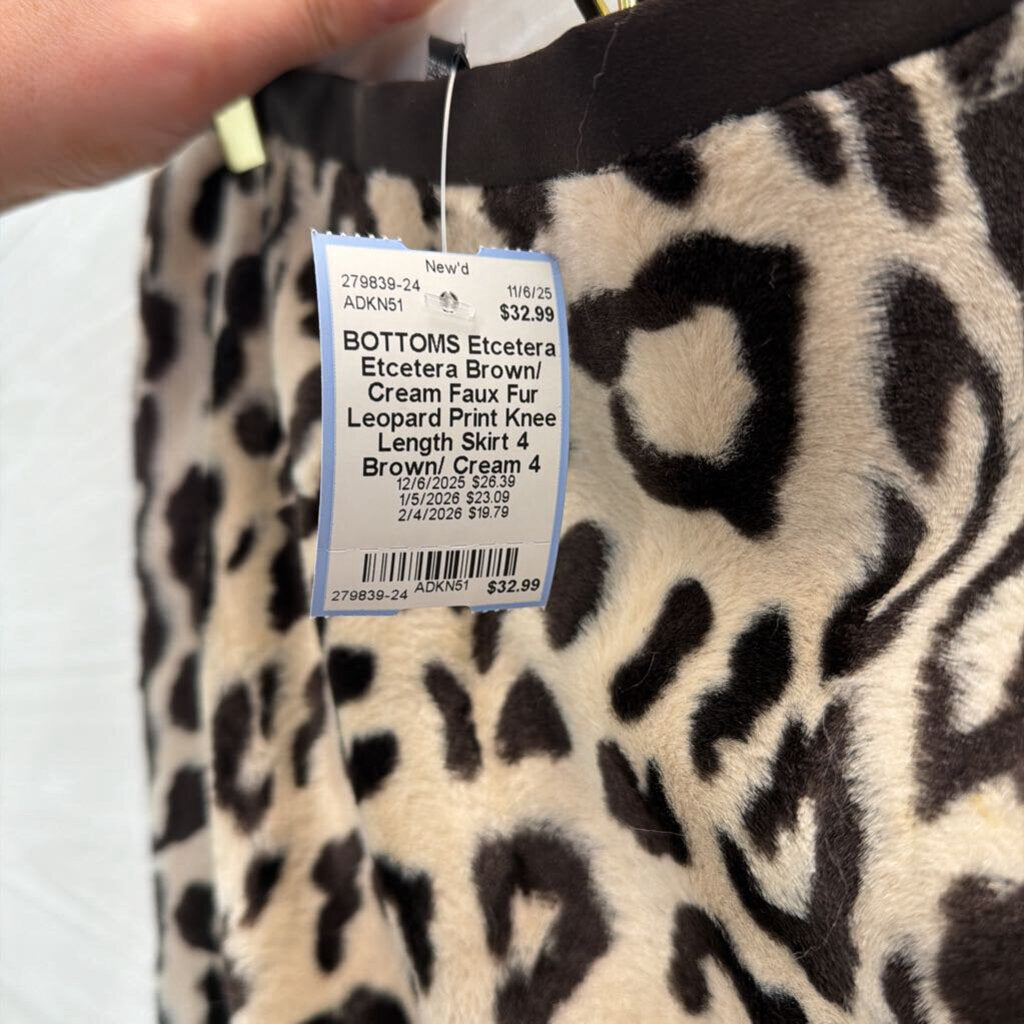 New'd
279839-24 11/6/25
ADKN51 $32.99
BOTTOMS Etcetera
Etcetera Brown/
Cream Faux Fur
Leopard Print Knee
Length Skirt 4
Brown/ Cream 4
12/6/2025 $26.39
1/5/2026 $23.09
2/4/2026 $19.79
279839-24 ADKN51 $32.99